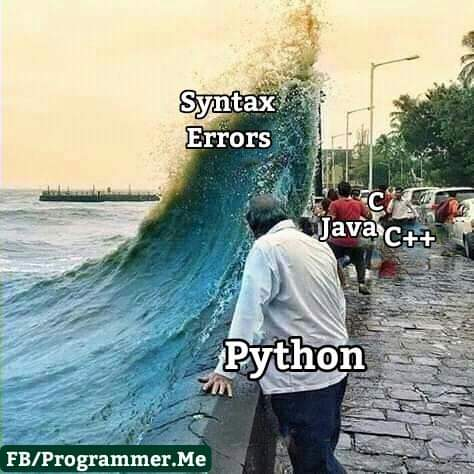 Syntax
Errors
C
Java
C++
Python
FB/Programmer.Me